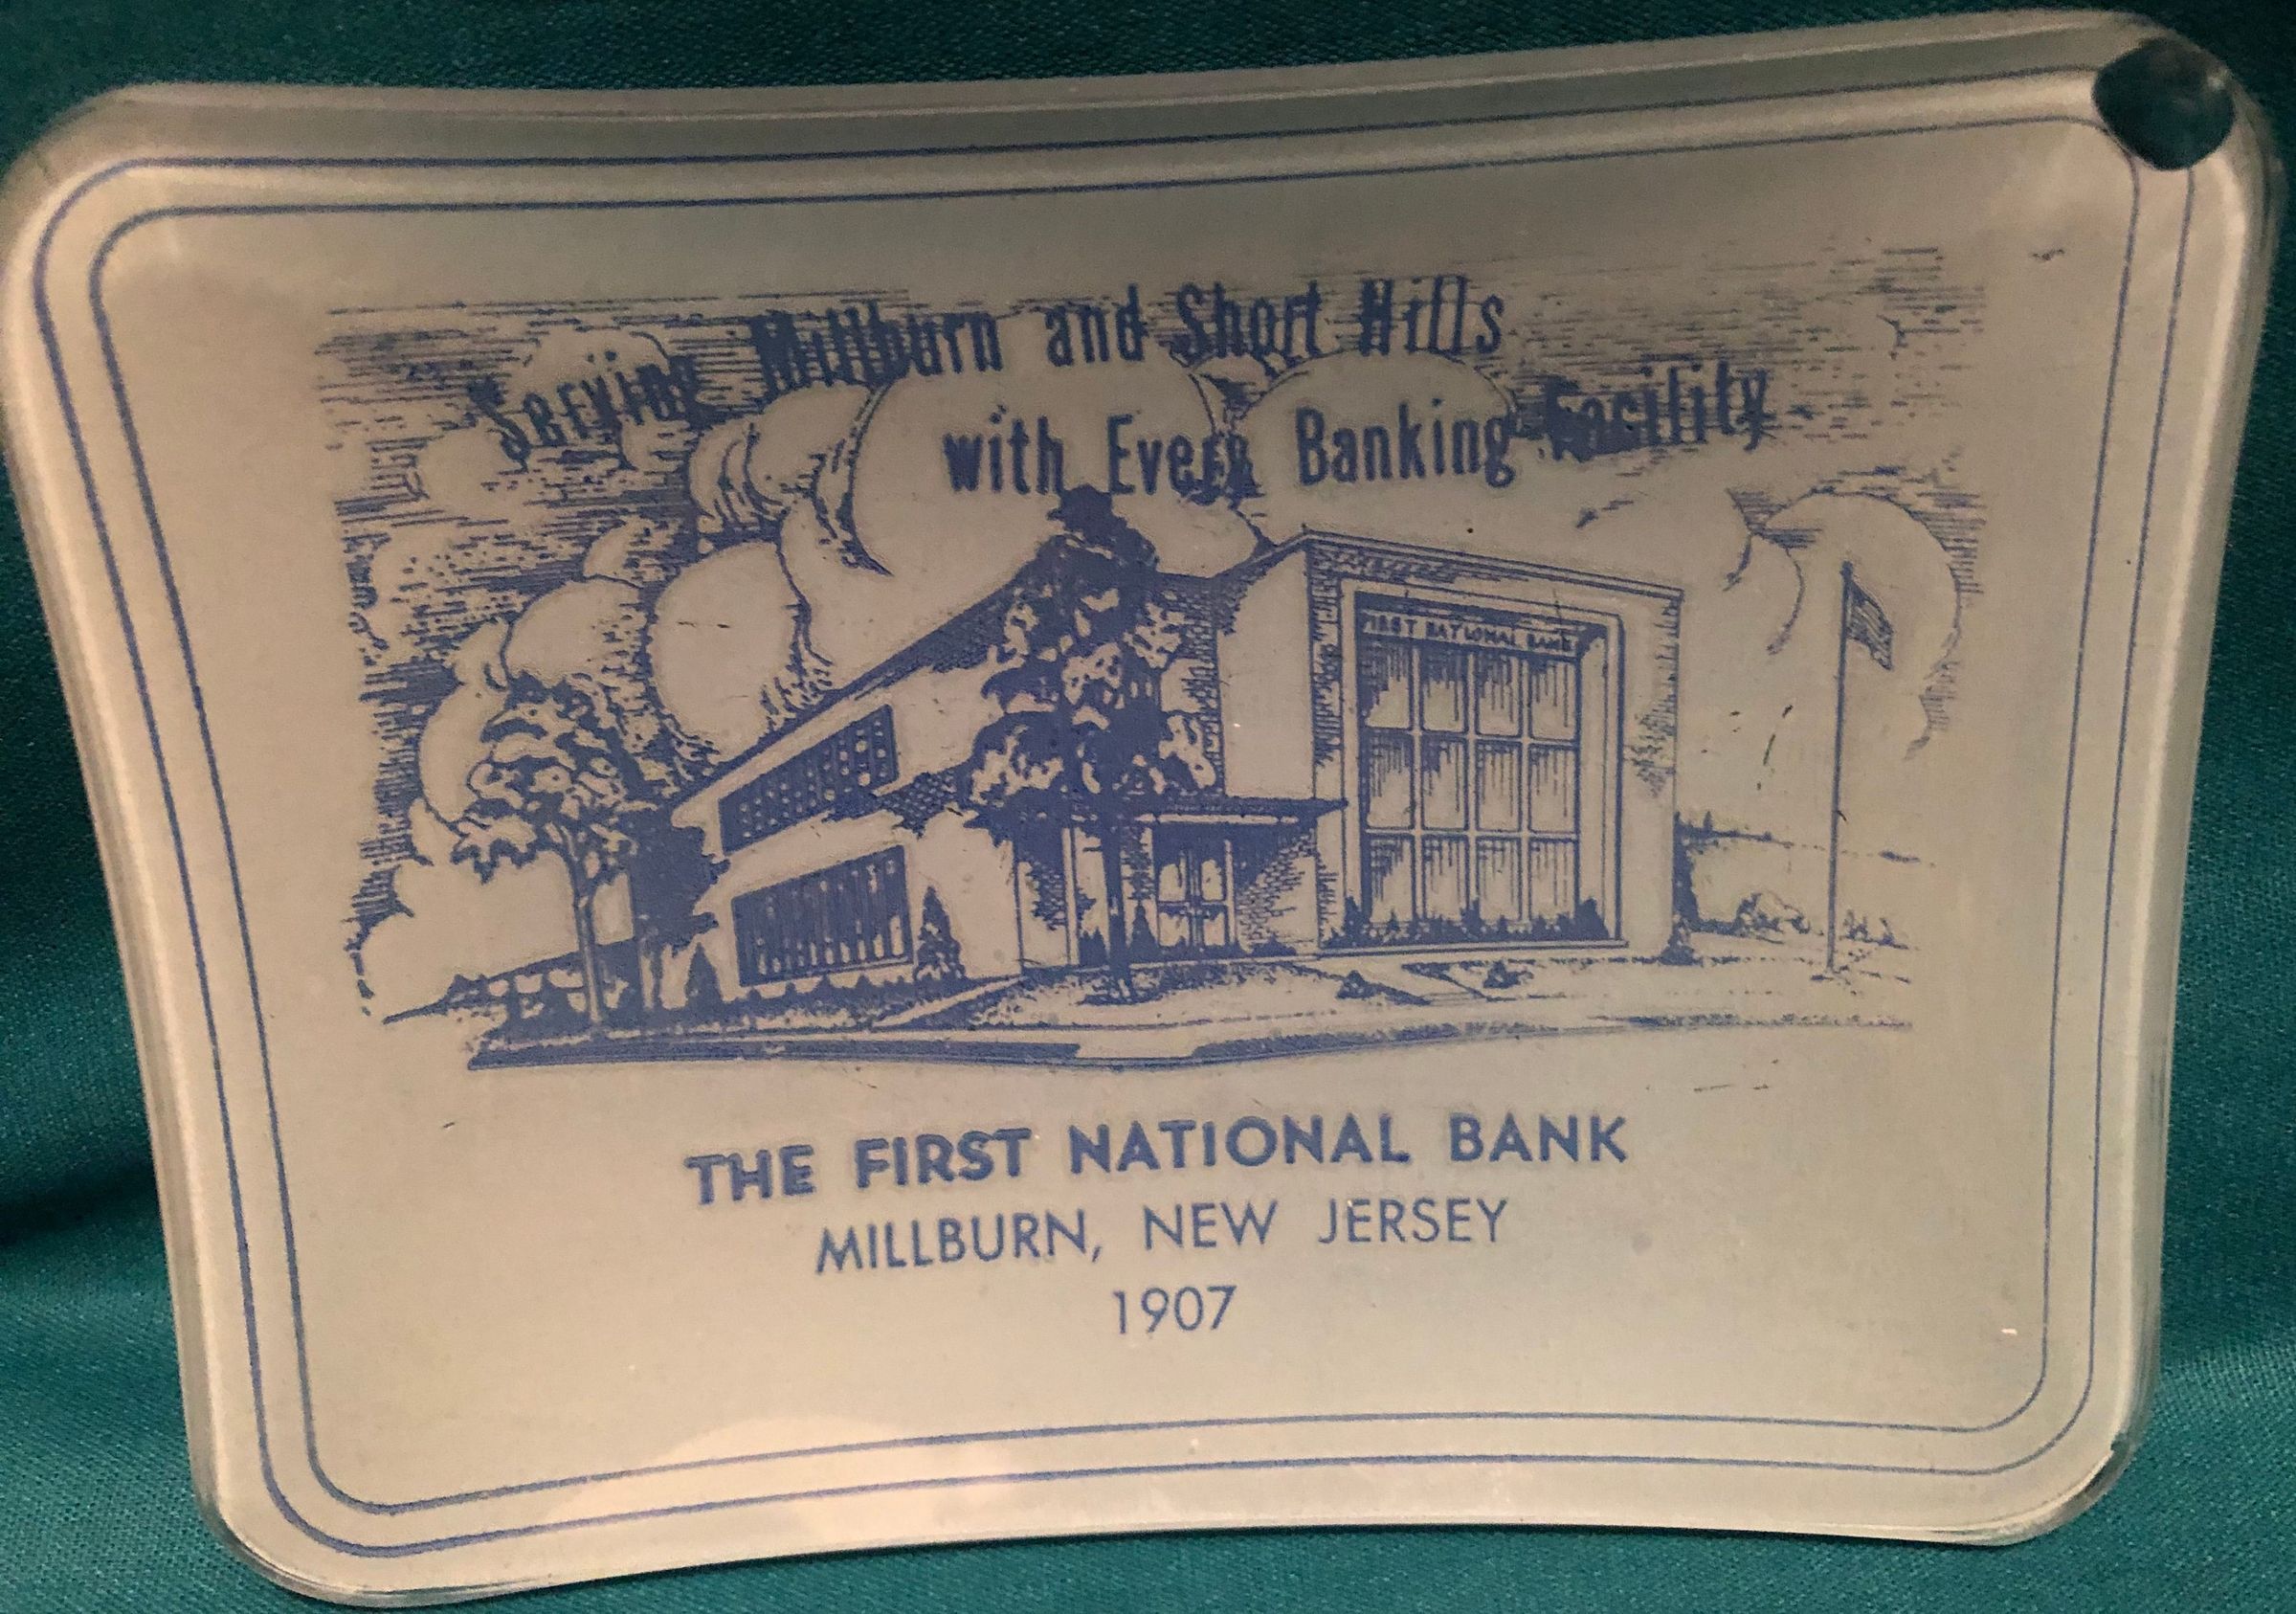 Serving Millburn and Short Hills
with Every Banking Facility
FIRST NATIONAL BANK
THE FIRST NATIONAL BANK
MILLBURN, NEW JERSEY
1907